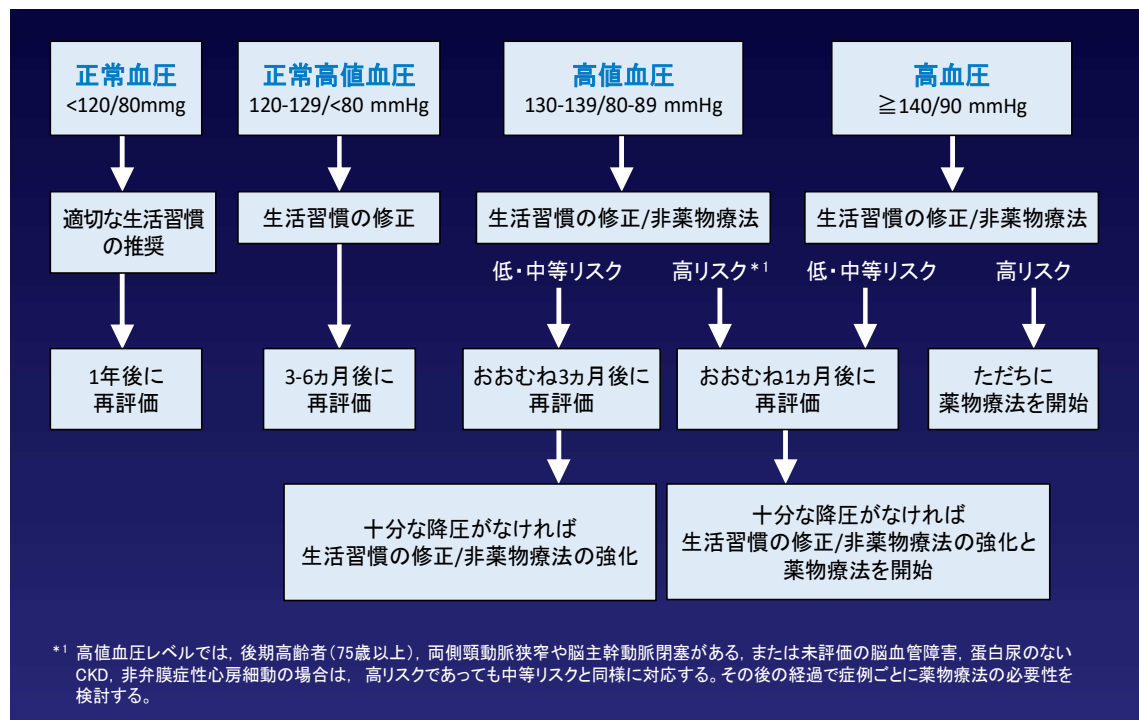 正常血圧
<120/80mmg
正常高値血圧
120-129/<80 mmHg
高値血圧
130-139/80-89 mmHg
高血圧
≧140/90 mmHg
適切な生活習慣
の推奨
生活習慣の修正
生活習慣の修正/非薬物療法
生活習慣の修正/非薬物療法
低・中等リスク
高リスク*1
低・中等リスク
高リスク
1年後に
再評価
3-6ヵ月後に
再評価
おおむね3ヵ月後に
再評価
おおむね1ヵ月後に
再評価
ただちに
薬物療法を開始
十分な降圧がなければ
生活習慣の修正/非薬物療法の強化
十分な降圧がなければ
生活習慣の修正/非薬物療法の強化と
薬物療法を開始
*1 高値血圧レベルでは, 後期高齢者(75歳以上), 両側頸動脈狭窄や脳主幹動脈閉塞がある, または未評価の脳血管障害, 蛋白尿のない
CKD, 非弁膜症性心房細動の場合は, 高リスクであっても中等リスクと同様に対応する。その後の経過で症例ごとに薬物療法の必要性を
検討する。